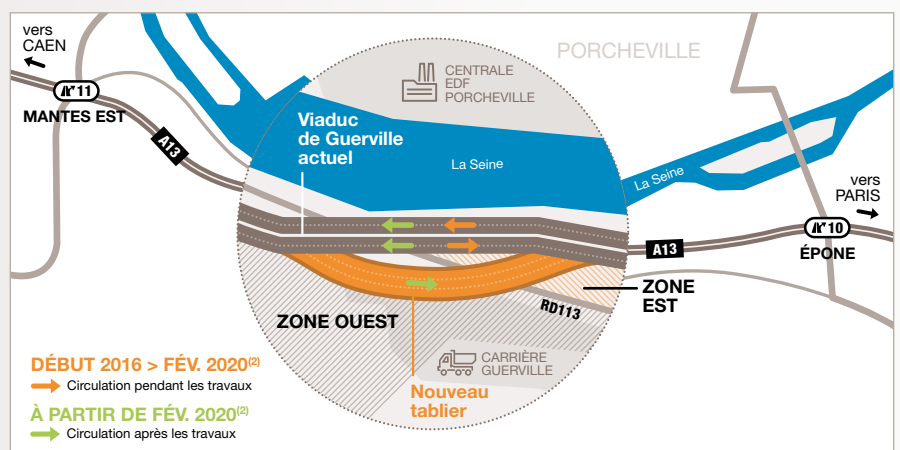 vers
CAEN
11
MANTES EST
A13
PORCHEVILLE
CENTRALE
EDF
PORCHEVILLE
Viaduc
de Guerville
actuel
La Seine
La Seine
vers
PARIS
10
ÉPONE
A13
ZONE
EST
RD113
ZONE OUEST
CARRIÈRE
GUERVILLE
Nouveau
tablier
DÉBUT 2016 > FÉV. 2020(2)
Circulation pendant les travaux
À PARTIR DE FÉV. 2020(2)
Circulation après les travaux